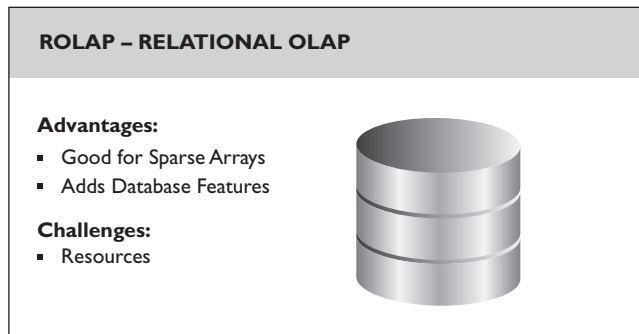 ROLAP – RELATIONAL OLAP
Advantages:
▪ Good for Sparse Arrays
▪ Adds Database Features
Challenges:
▪ Resources